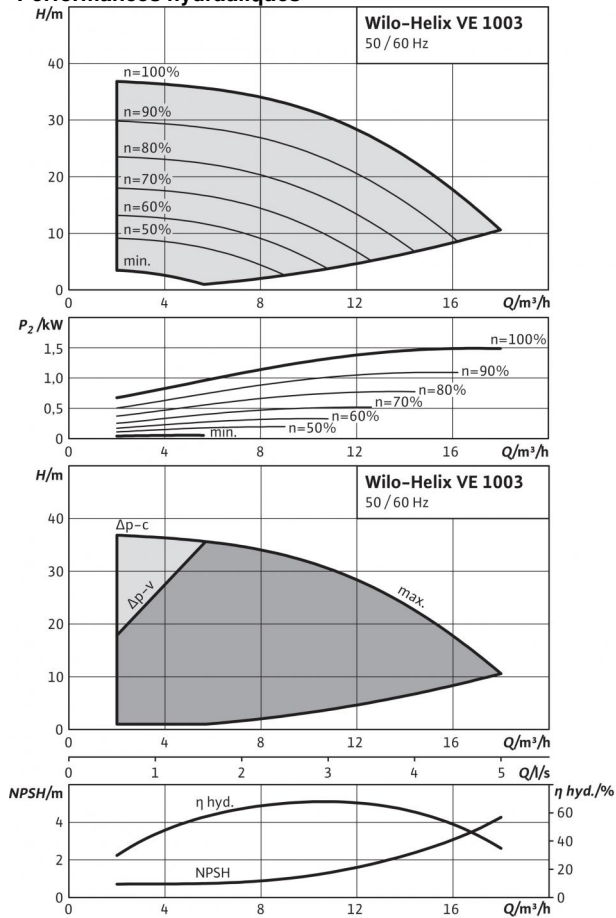 Performances hydrauliques
H/m
Wilo-Helix VE 1003
50 / 60 Hz
n=100%
40
n=90%
30
n=80%
20
n=70%
n=60%
10
n=50%
min.
0
0 4 8 12 16 Q/m³/h
P₂ /kW
n=100%
1,5
n=90%
1,0
n=80%
n=70%
0,5
n=60%
n=50%
min.
0
0 4 8 12 16 Q/m³/h
H/m
Wilo-Helix VE 1003
50 / 60 Hz
40
Δp-c
30
Δp-v
max.
20
10
0
0 4 8 12 16 Q/m³/h
0 1 2 3 4 5 Q/l/s
NPSH/m
η hyd./%
η hyd.
60
4
40
2
NPSH
20
0
0
0 4 8 12 16 Q/m³/h